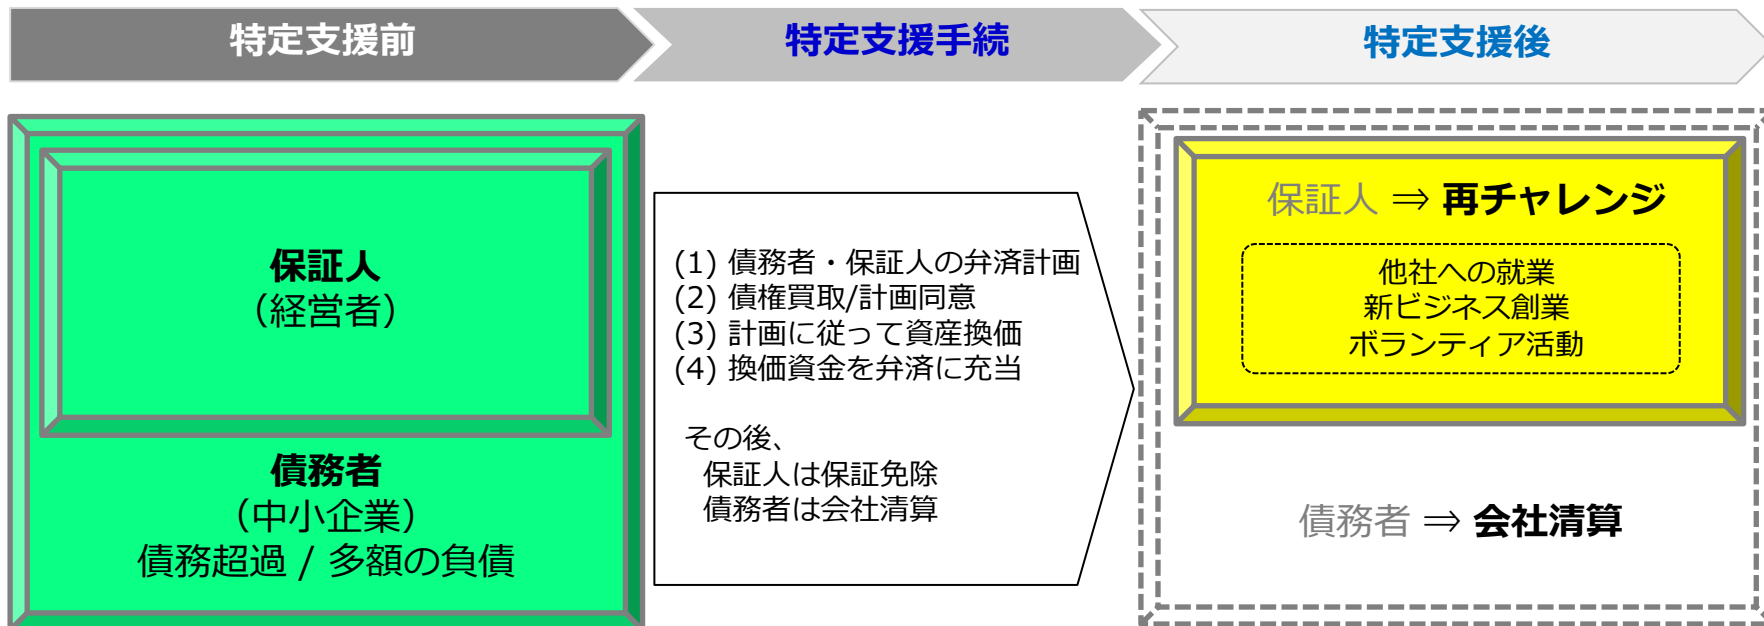 特定支援前
特定支援手続
特定支援後
保証人
（経営者）
債務者
（中小企業）
債務超過 / 多額の負債
(1) 債務者・保証人の弁済計画
(2) 債権買取/計画同意
(3) 計画に従って資産換価
(4) 換価資金を弁済に充当
その後、
保証人は保証免除
債務者は会社清算
保証人 ⇒ 再チャレンジ
他社への就業
新ビジネス創業
ボランティア活動
債務者 ⇒ 会社清算